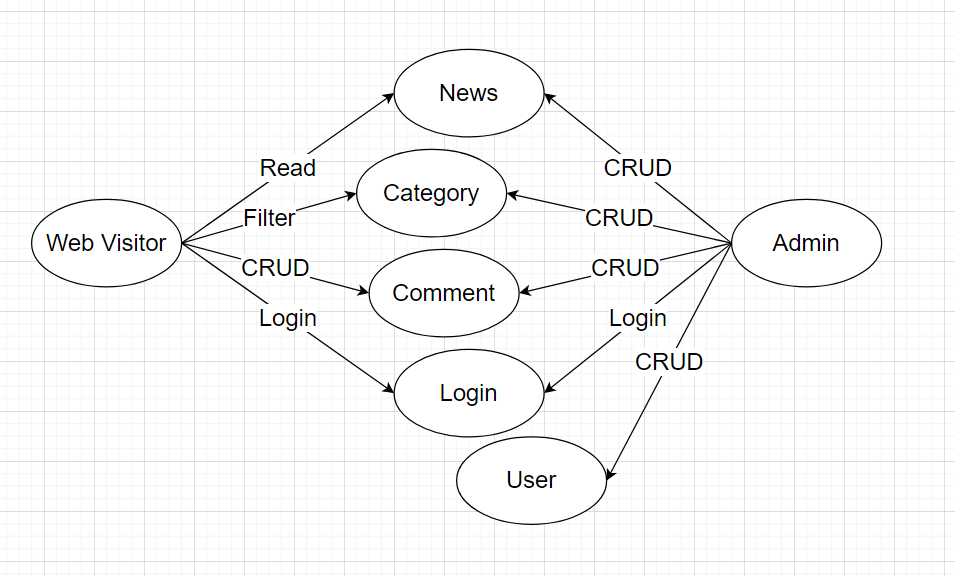 News
Read
CRUD
Category
Filter
CRUD
Web Visitor
Admin
CRUD
CRUD
Comment
Login
Login
CRUD
Login
User